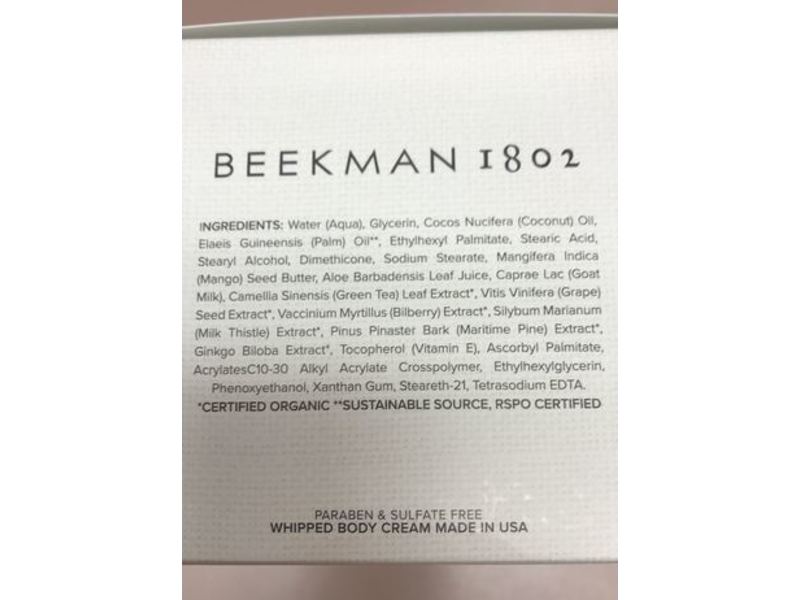 BEEKMAN 1802
INGREDIENTS: Water (Aqua), Glycerin, Cocos Nucifera (Coconut) Oil,
Elaeis Guineensis (Palm) Oil**, Ethylhexyl Palmitate, Stearic Acid,
Stearyl Alcohol, Dimethicone, Sodium Stearate, Mangifera Indica
(Mango) Seed Butter, Aloe Barbadensis Leaf Juice, Caprae Lac (Goat
Milk), Camellia Sinensis (Green Tea) Leaf Extract*, Vitis Vinifera (Grape)
Seed Extract*, Vaccinium Myrtillus (Bilberry) Extract*, Silybum Marianum
(Milk Thistle) Extract*, Pinus Pinaster Bark (Maritime Pine) Extract*,
Ginkgo Biloba Extract*, Tocopherol (Vitamin E), Ascorbyl Palmitate,
AcrylatesC10-30 Alkyl Acrylate Crosspolymer, Ethylhexylglycerin,
Phenoxyethanol, Xanthan Gum, Steareth-21, Tetrasodium EDTA.
*CERTIFIED ORGANIC **SUSTAINABLE SOURCE, RSPO CERTIFIED
PARABEN & SULFATE FREE
WHIPPED BODY CREAM MADE IN USA